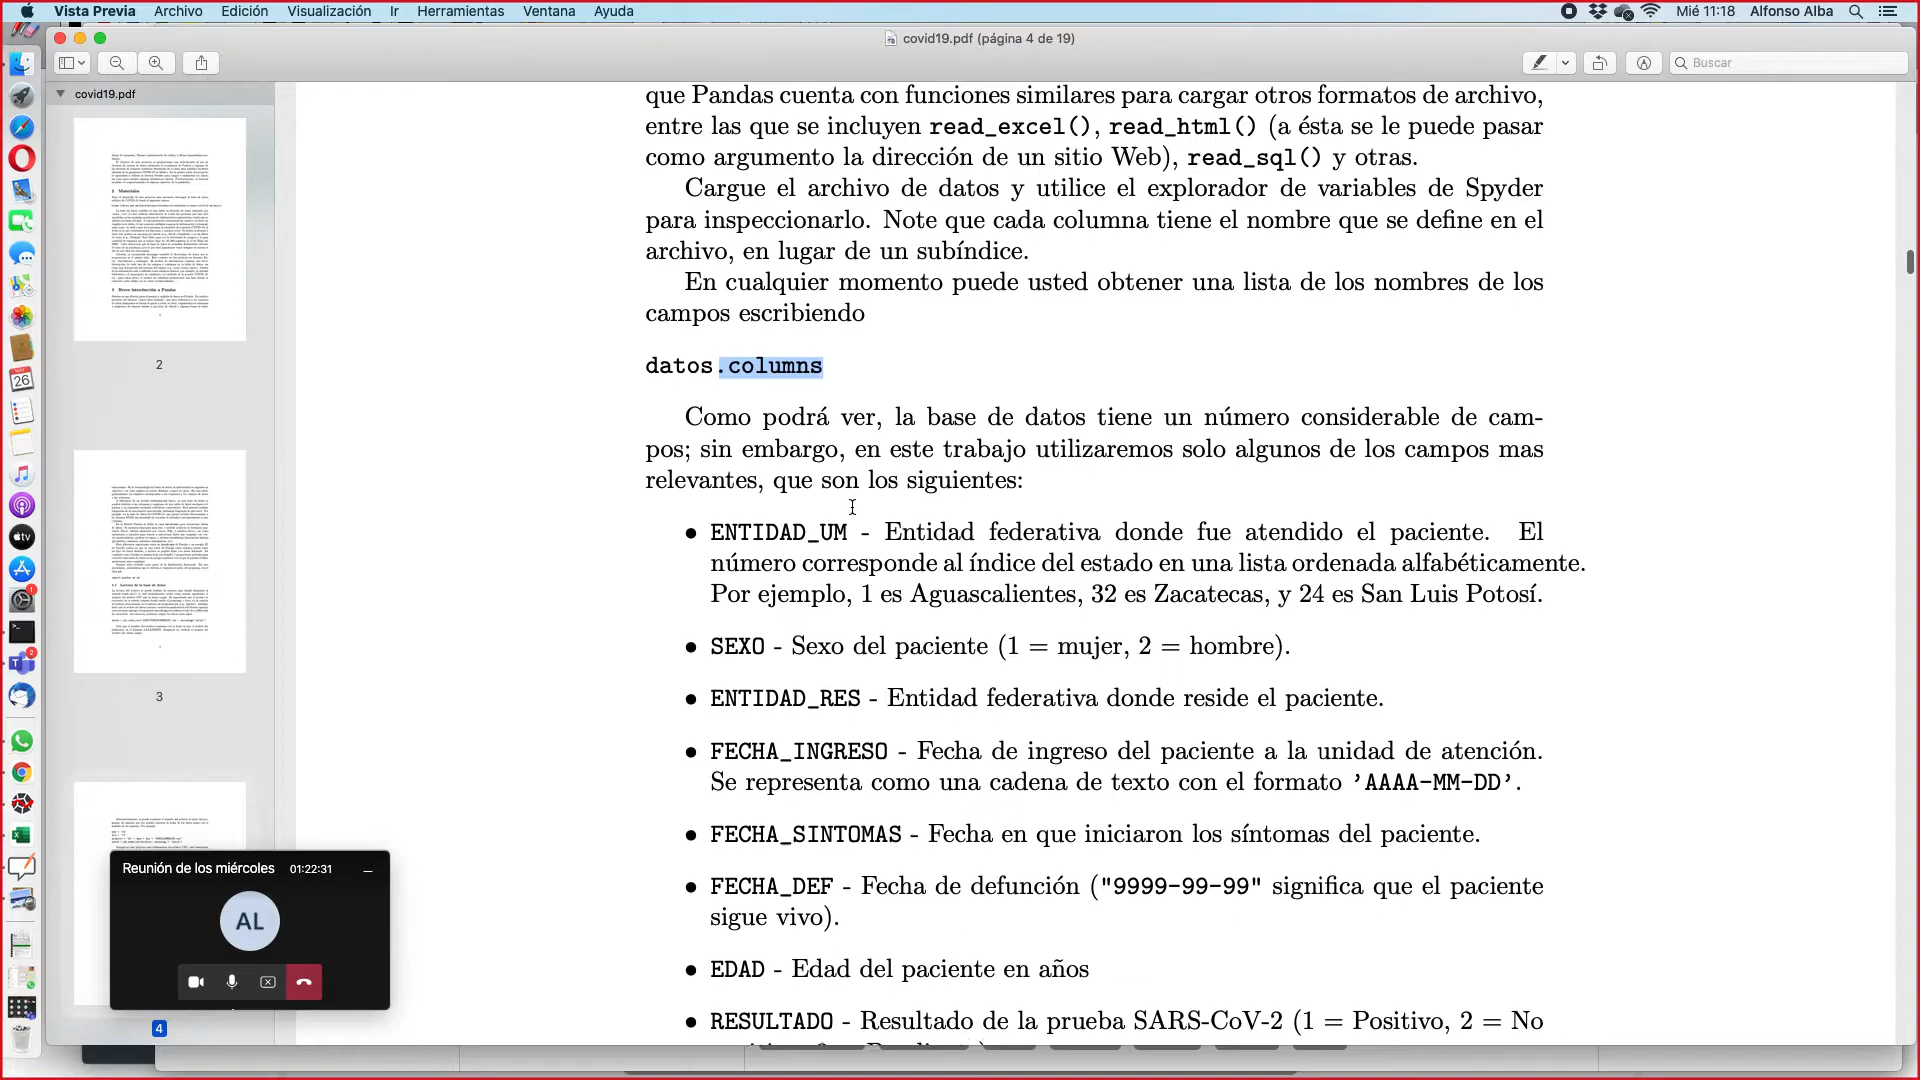 Vista Previa Archivo Edición Visualización Ir Herramientas Ventana Ayuda Mié 11:18 Alfonso Alba
covid19.pdf (página 4 de 19)
Buscar
covid19.pdf
2 Materiales
3 Breve introducción a Pandas
2
3
4
26
1
2
tv
que Pandas cuenta con funciones similares para cargar otros formatos de archivo,
entre las que se incluyen read_excel(), read_html() (a ésta se le puede pasar
como argumento la dirección de un sitio Web), read_sql() y otras.
Cargue el archivo de datos y utilice el explorador de variables de Spyder
para inspeccionarlo. Note que cada columna tiene el nombre que se define en el
archivo, en lugar de un subíndice.
En cualquier momento puede usted obtener una lista de los nombres de los
campos escribiendo
datos.columns
Como podrá ver, la base de datos tiene un número considerable de cam-
pos; sin embargo, en este trabajo utilizaremos solo algunos de los campos mas
relevantes, que son los siguientes:
• ENTIDAD_UM - Entidad federativa donde fue atendido el paciente. El
número corresponde al índice del estado en una lista ordenada alfabéticamente.
Por ejemplo, 1 es Aguascalientes, 32 es Zacatecas, y 24 es San Luis Potosí.
• SEXO - Sexo del paciente (1 = mujer, 2 = hombre).
• ENTIDAD_RES - Entidad federativa donde reside el paciente.
• FECHA_INGRESO - Fecha de ingreso del paciente a la unidad de atención.
Se representa como una cadena de texto con el formato ’AAAA-MM-DD’.
• FECHA_SINTOMAS - Fecha en que iniciaron los síntomas del paciente.
• FECHA_DEF - Fecha de defunción ("9999-99-99" significa que el paciente
sigue vivo).
• EDAD - Edad del paciente en años
• RESULTADO - Resultado de la prueba SARS-CoV-2 (1 = Positivo, 2 = No
Reunión de los miércoles 01:22:31
AL